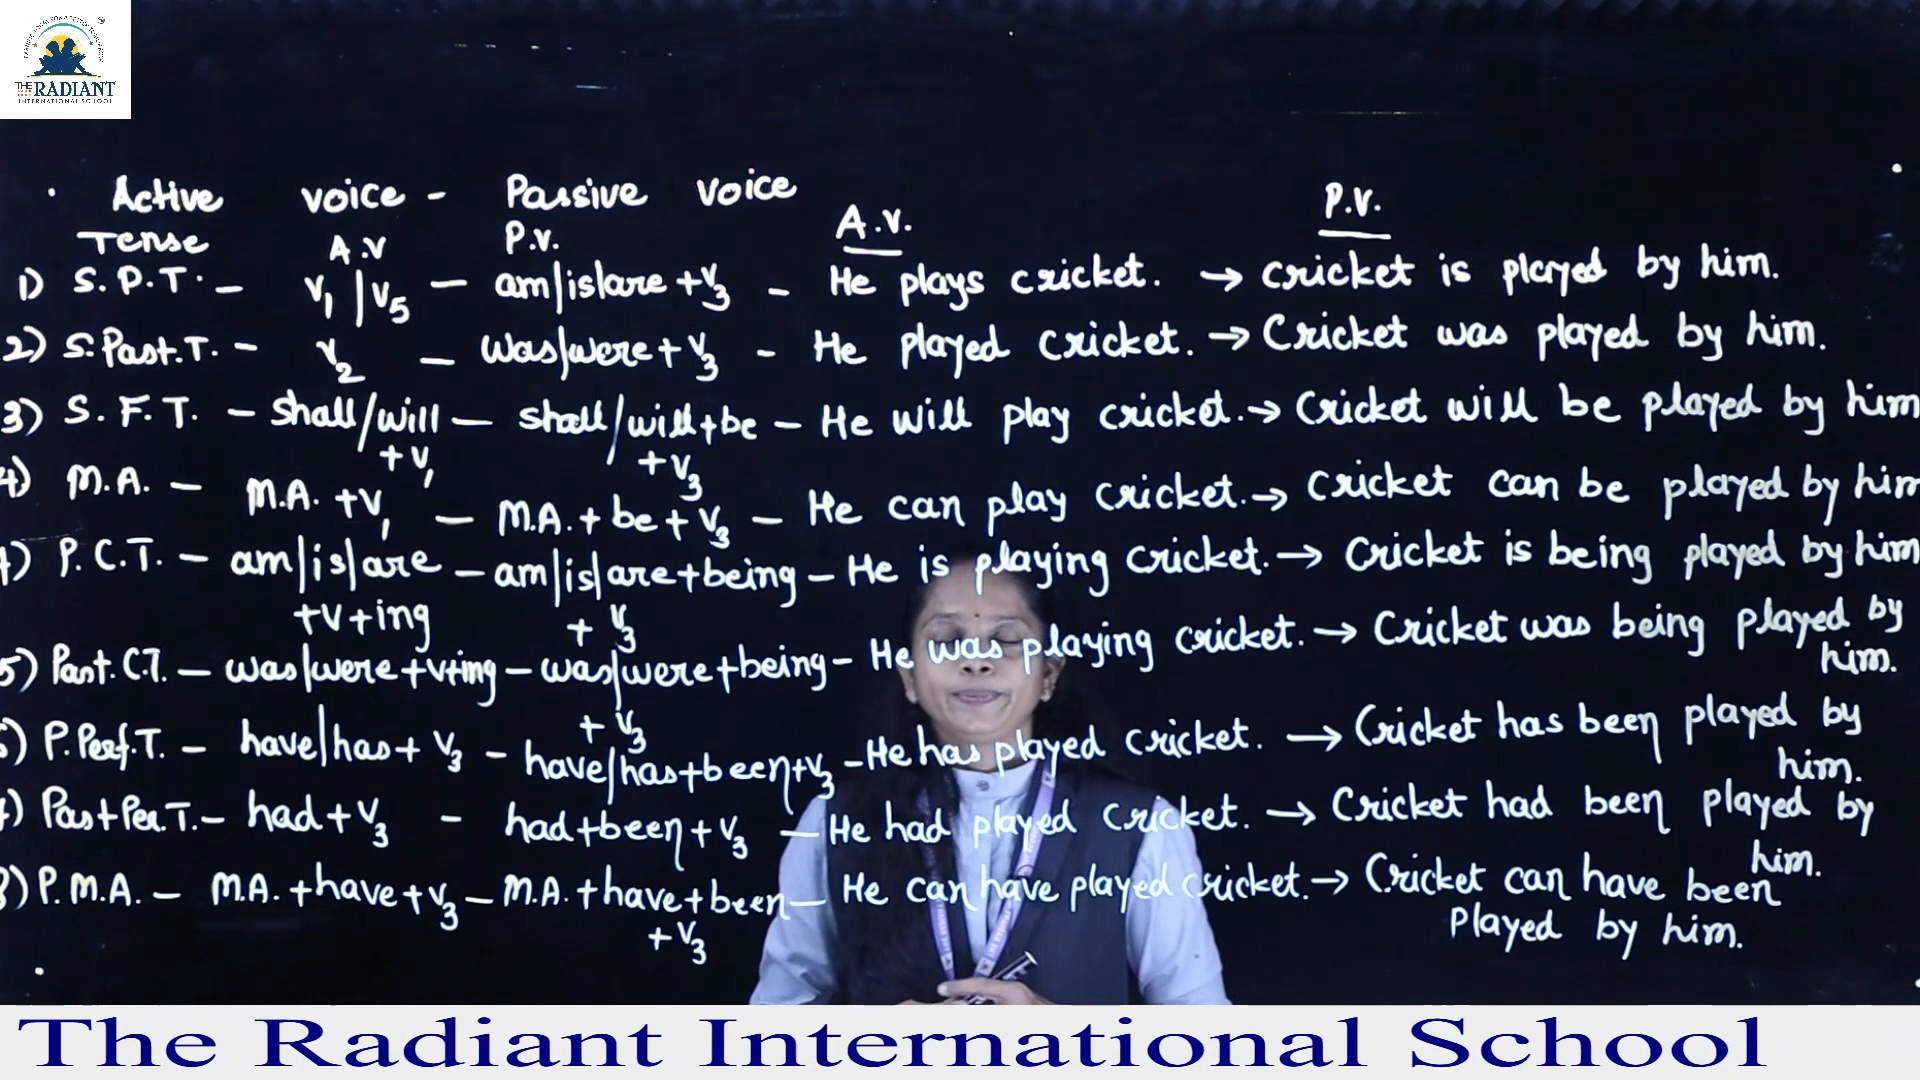 THE RADIANT
INTERNATIONAL SCHOOL
Active voice - Passive voice
Tense A.V P.V. A.V. P.V.
1) S.P.T. - V1 | V5 - am|is|are + V3 - He plays cricket. → cricket is played by him.
2) S.Past.T. - V2 - was|were + V3 - He played cricket. → Cricket was played by him.
3) S.F.T. - shall/will - shall/will+be - He will play cricket. → Cricket will be played by him
+V1 +V3
4) M.A. - M.A. +V1 - M.A. + be + V3 - He can play cricket. → Cricket can be played by him
4) P.C.T. - am|is|are - am|is|are+being - He is playing cricket. → Cricket is being played by him
+V+ing + V3
5) Past.C.T. - was|were+V+ing - was|were+being - He was playing cricket. → Cricket was being played by
him.
+ V3
6) P.Perf.T. - have|has+ V3 - have|has+been+V3 - He has played cricket. → Cricket has been played by
him.
7) Past Per.T. - had+V3 - had+been+V3 - He had played cricket. → Cricket had been played by
him.
8) P.M.A. - M.A.+have+V3 - M.A.+have+been - He can have played cricket. → Cricket can have been
+V3 Played by him.
The Radiant International School